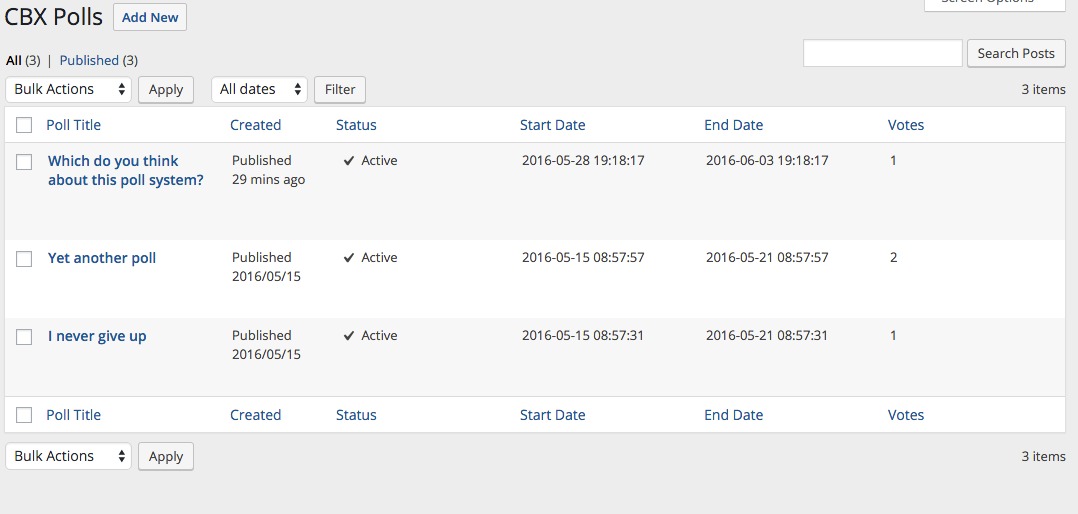 CBX Polls Add New
Screen Options
All (3) | Published (3)
Search Posts
Bulk Actions Apply All dates Filter 3 items
Poll Title Created Status Start Date End Date Votes
Which do you think Published Active 2016-05-28 19:18:17 2016-06-03 19:18:17 1
about this poll system? 29 mins ago
Yet another poll Published Active 2016-05-15 08:57:57 2016-05-21 08:57:57 2
2016/05/15
I never give up Published Active 2016-05-15 08:57:31 2016-05-21 08:57:31 1
2016/05/15
Poll Title Created Status Start Date End Date Votes
Bulk Actions Apply 3 items